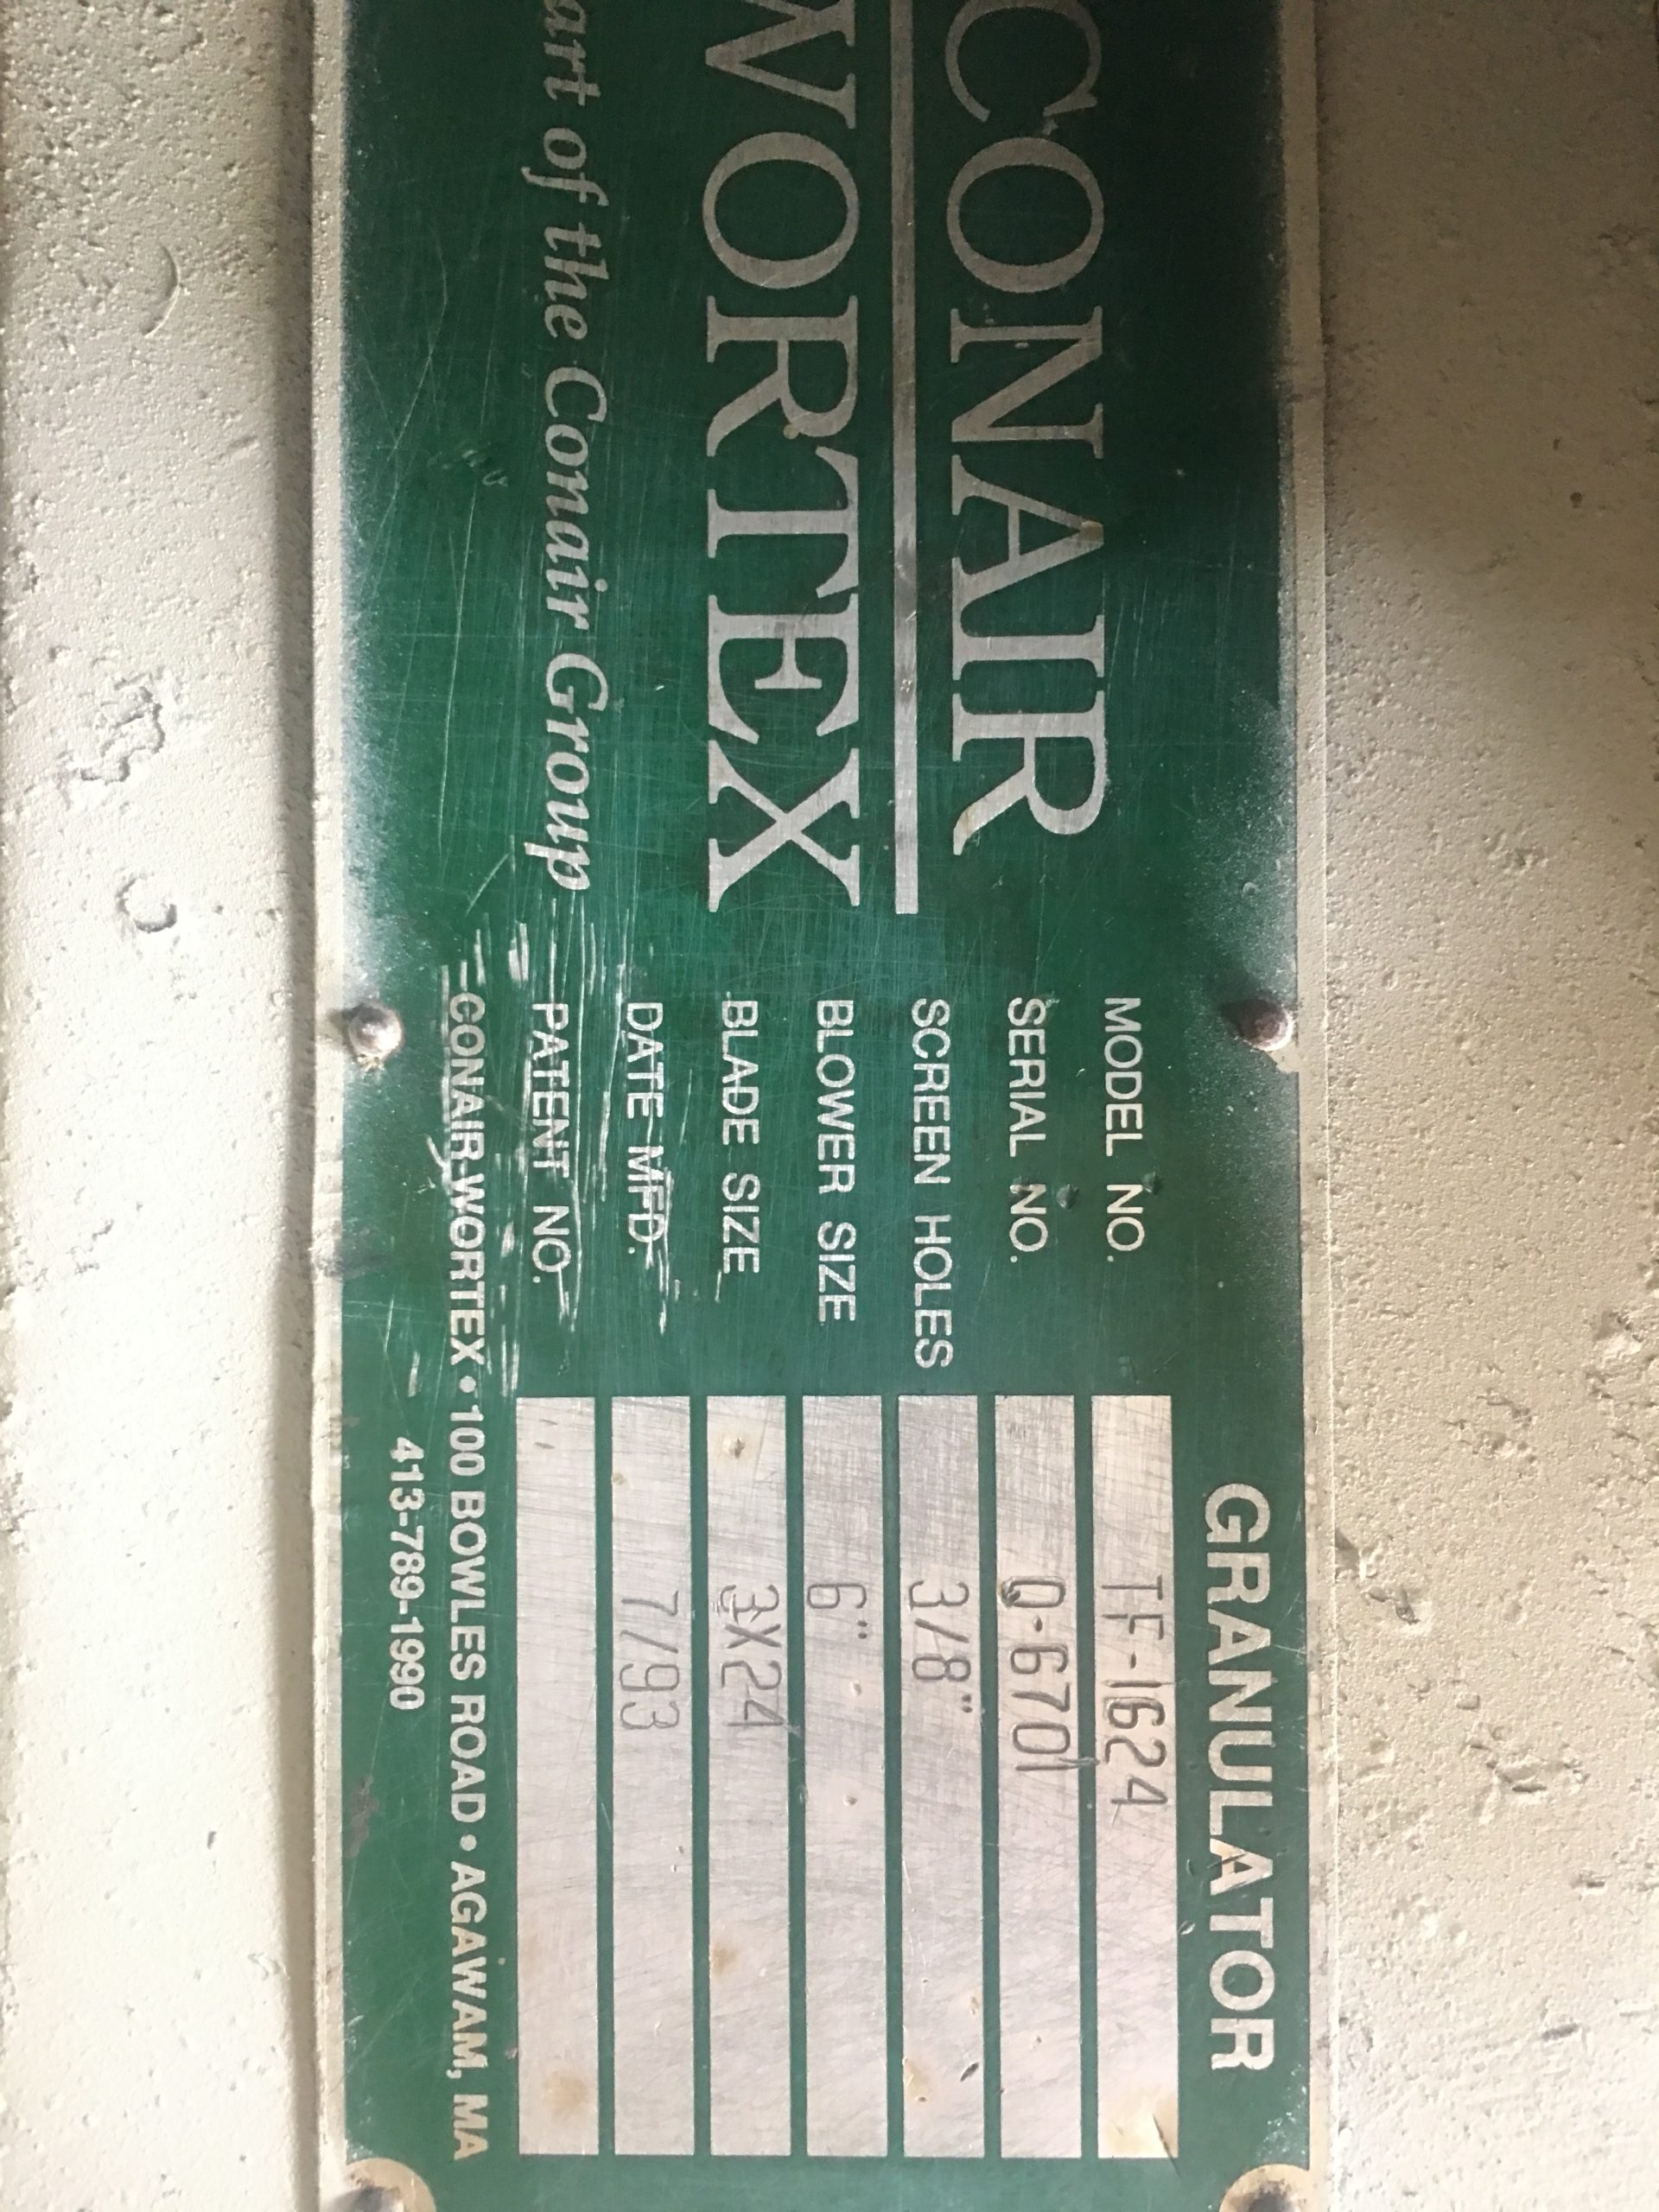 CONAIR
WORTEX
art of the Conair Group
GRANULATOR
MODEL NO. TF-1624
SERIAL NO. Q-6701
SCREEN HOLES 3/8"
BLOWER SIZE 6"
BLADE SIZE 3X24
DATE MFD. 7/93
PATENT NO.
CONAIR-WORTEX • 100 BOWLES ROAD • AGAWAM, MA
413-789-1990